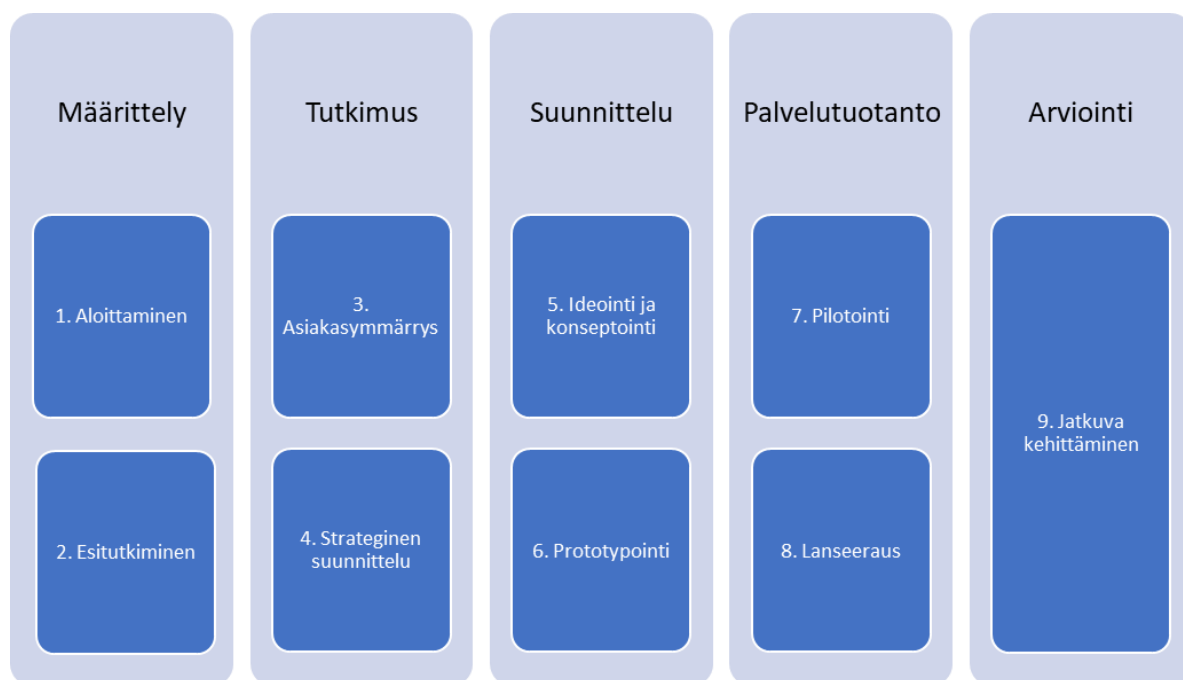 Määrittely
1. Aloittaminen
2. Esitutkiminen
Tutkimus
3.
Asiakasymmärrys
4. Strateginen
suunnittelu
Suunnittelu
5. Ideointi ja
konseptointi
6. Prototypointi
Palvelutuotanto
7. Pilotointi
8. Lanseeraus
Arviointi
9. Jatkuva
kehittäminen